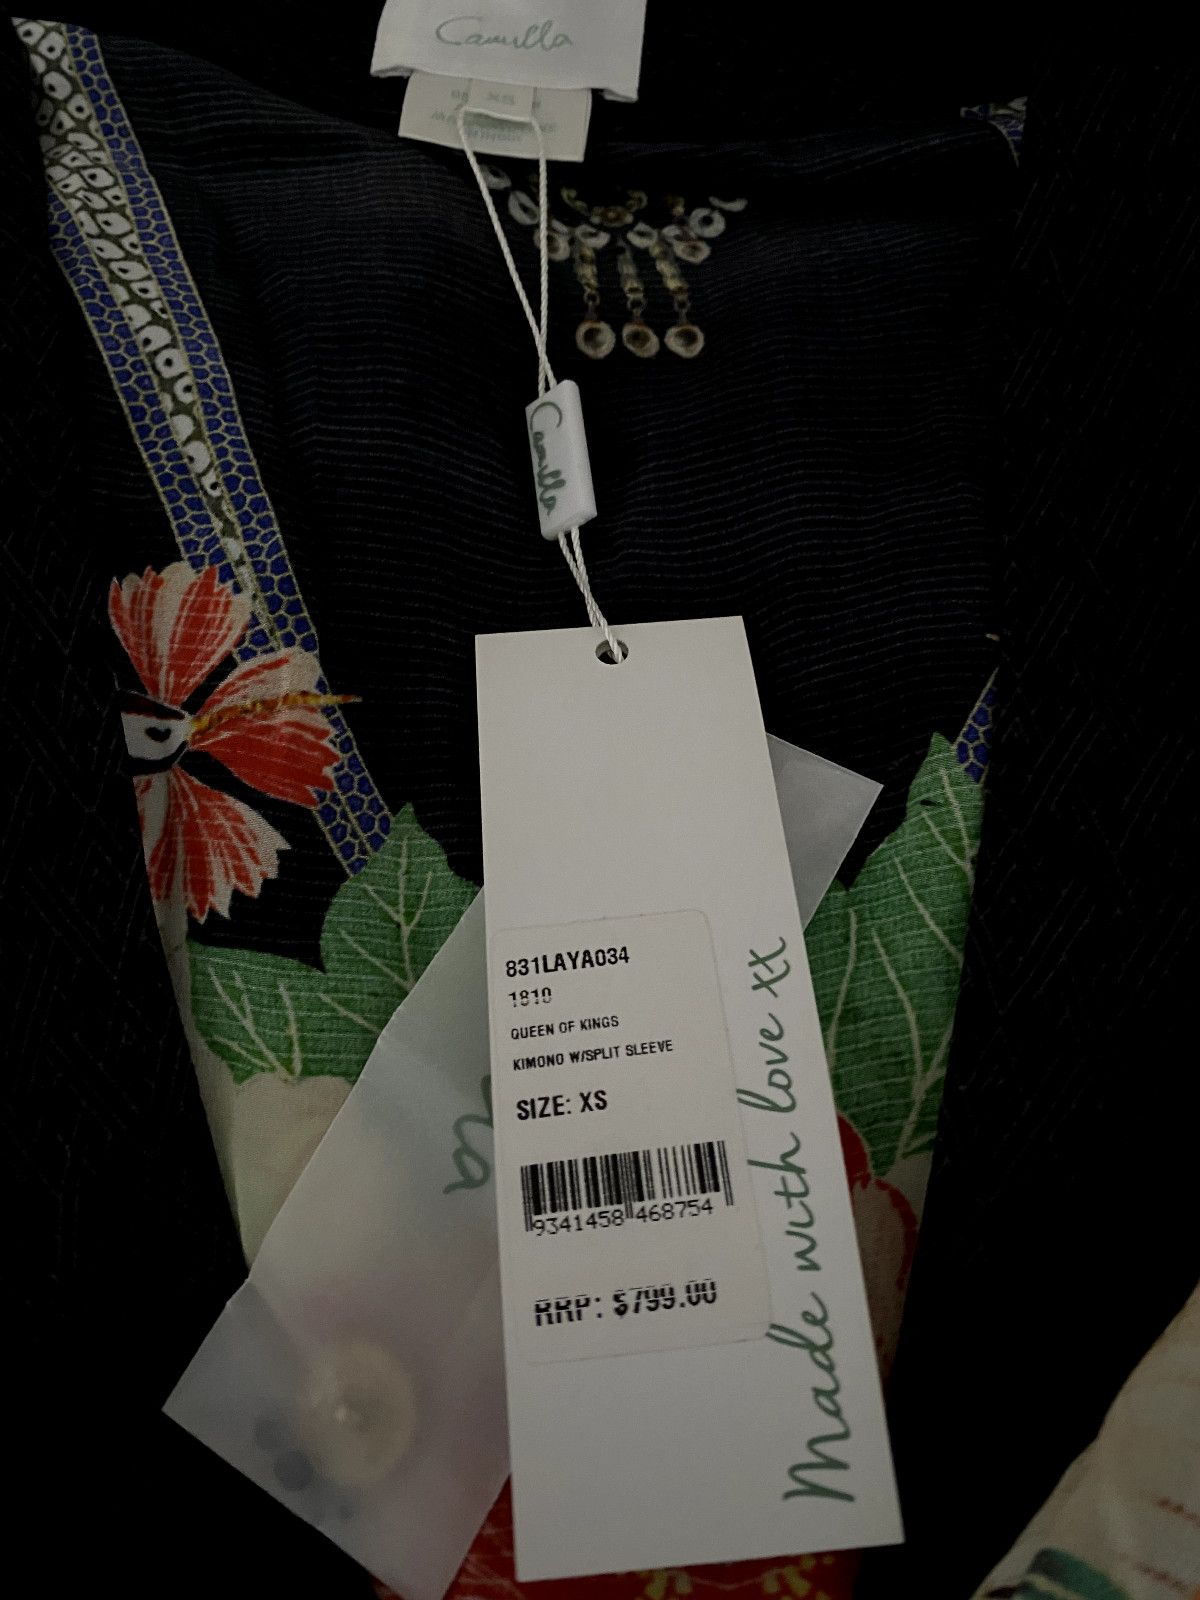 Camilla
Camilla
831LAYA034
1810
QUEEN OF KINGS
KIMONO W/SPLIT SLEEVE
SIZE: XS
9341458 468754
RRP: $799.00
Made with love xx